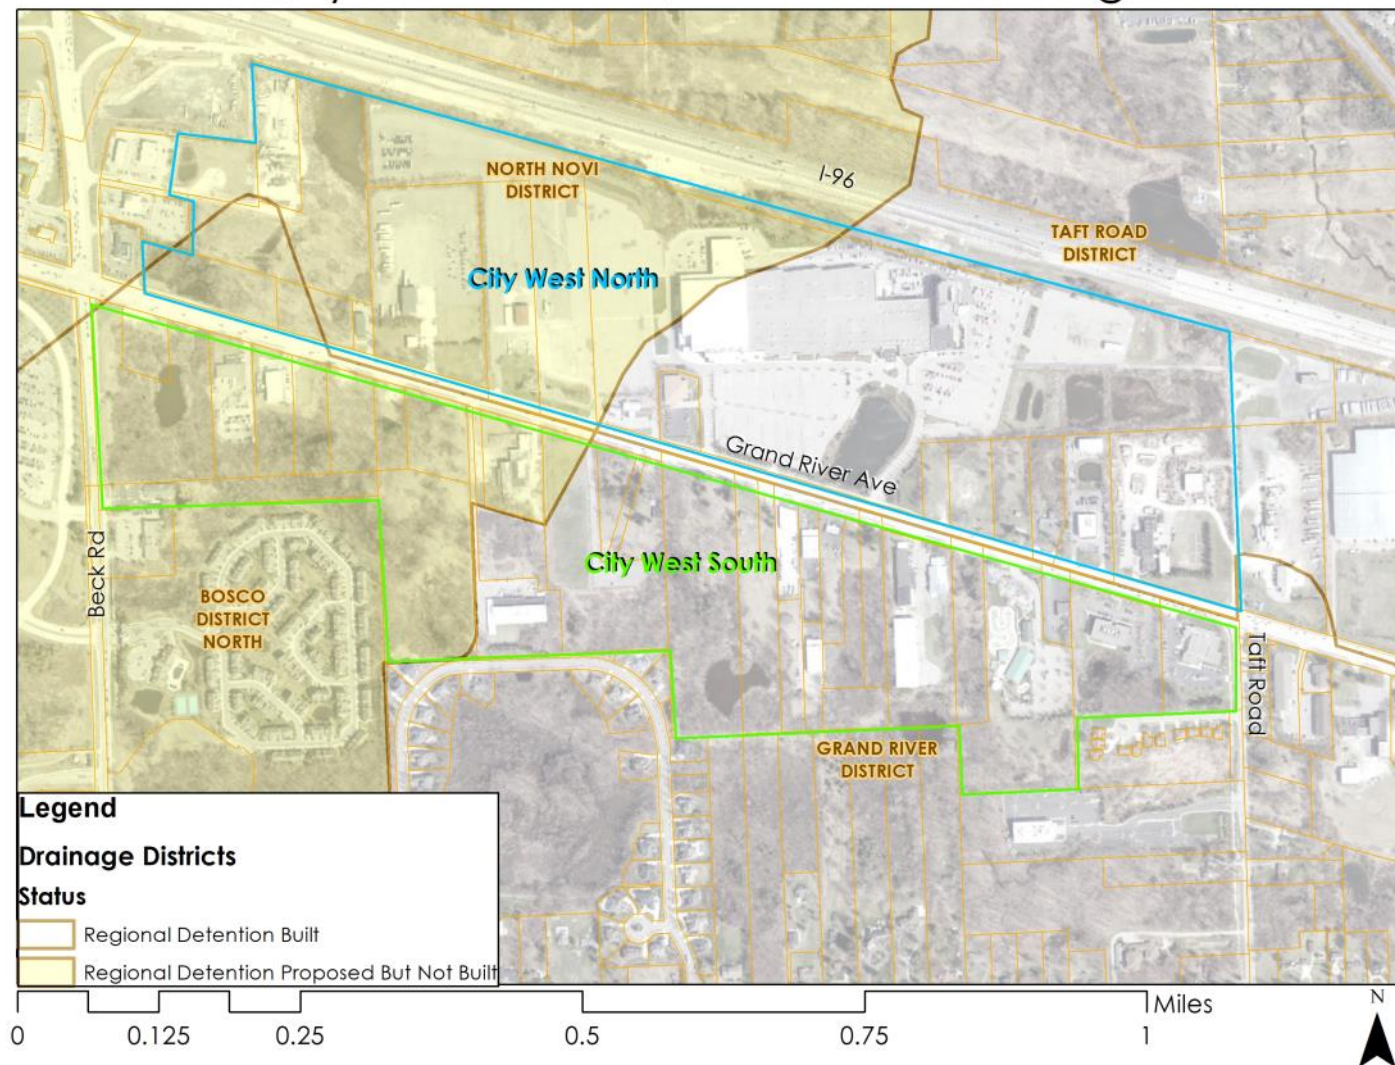 I-96
NORTH NOVI
DISTRICT
TAFT ROAD
DISTRICT
City West North
Grand River Ave
City West South
Beck Rd
BOSCO
DISTRICT
NORTH
Taft Road
GRAND RIVER
DISTRICT
Legend
Drainage Districts
Status
Regional Detention Built
Regional Detention Proposed But Not Built
Miles
N
0 0.125 0.25 0.5 0.75 1